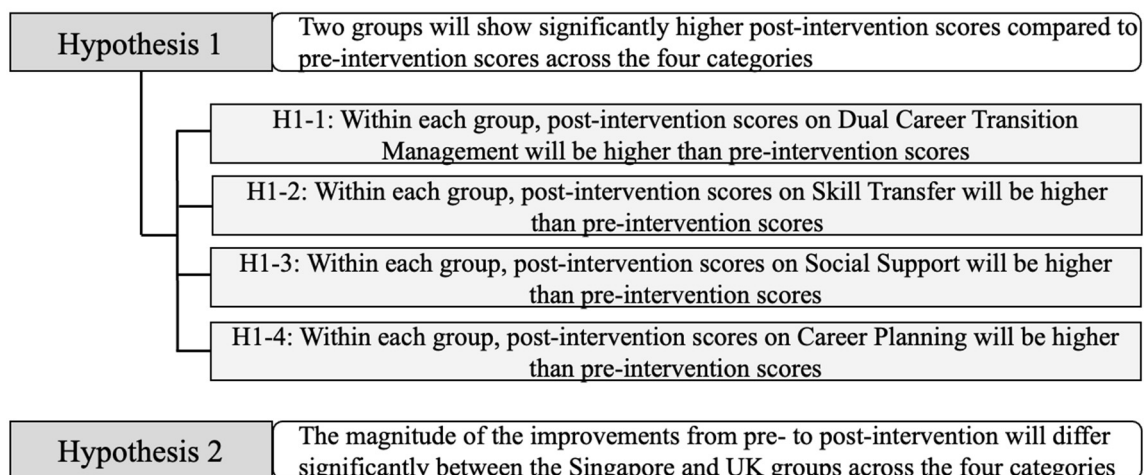 Hypothesis 1
Two groups will show significantly higher post-intervention scores compared to
pre-intervention scores across the four categories
H1-1: Within each group, post-intervention scores on Dual Career Transition
Management will be higher than pre-intervention scores
H1-2: Within each group, post-intervention scores on Skill Transfer will be higher
than pre-intervention scores
H1-3: Within each group, post-intervention scores on Social Support will be higher
than pre-intervention scores
H1-4: Within each group, post-intervention scores on Career Planning will be higher
than pre-intervention scores
Hypothesis 2
The magnitude of the improvements from pre- to post-intervention will differ
significantly between the Singapore and UK groups across the four categories